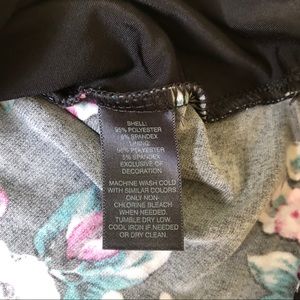 SHELL:
95% POLYESTER
5% SPANDEX
LINING:
95% POLYESTER
5% SPANDEX
EXCLUSIVE OF
DECORATION
MACHINE WASH COLD
WITH SIMILAR COLORS.
ONLY NON-
CHLORINE BLEACH
WHEN NEEDED.
TUMBLE DRY LOW.
COOL IRON IF NEEDED
OR DRY CLEAN.